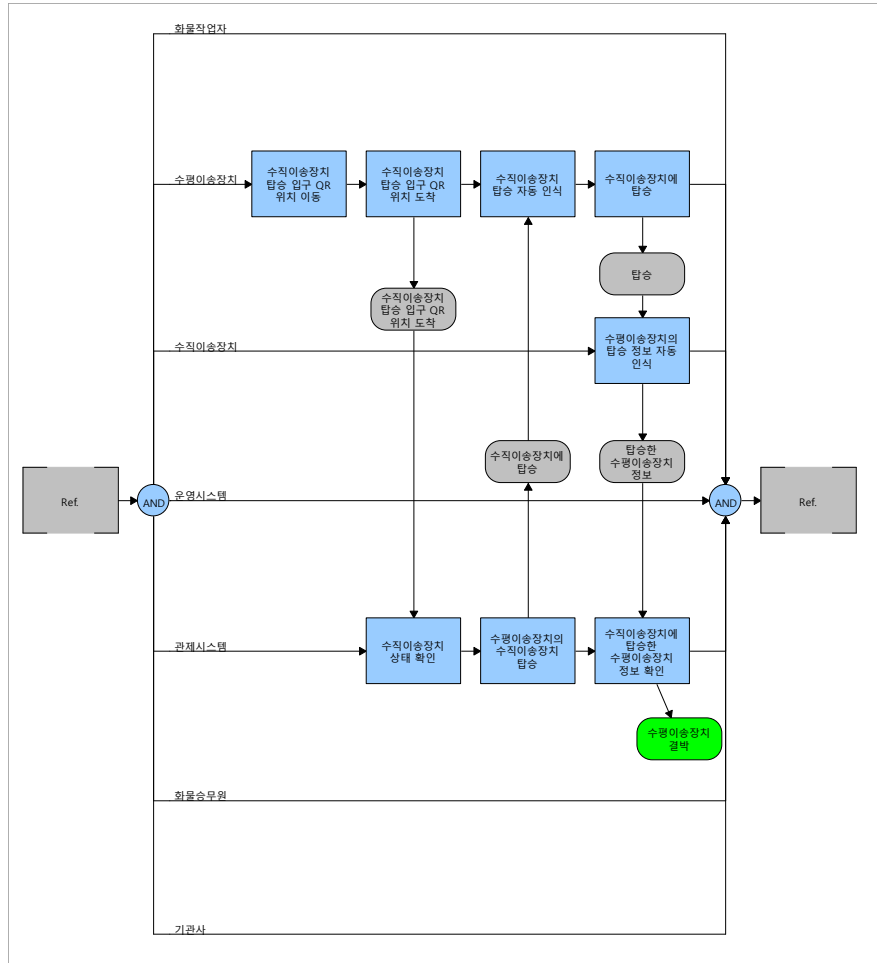 화물작업자
수평이송장치
수직이송장치
탑승 입구 QR
위치 이동
수직이송장치
탑승 입구 QR
위치 도착
수직이송장치
탑승 자동 인식
수직이송장치에
탑승
탑승
수직이송장치
탑승 입구 QR
위치 도착
수직이송장치
수평이송장치의
탑승 정보 자동
인식
수직이송장치에
탑승
탑승한
수평이송장치
정보
Ref.
AND
운영시스템
AND
Ref.
관제시스템
수직이송장치
상태 확인
수평이송장치의
수직이송장치
탑승
수직이송장치에
탑승한
수평이송장치
정보 확인
수평이송장치
결박
화물승무원
기관사